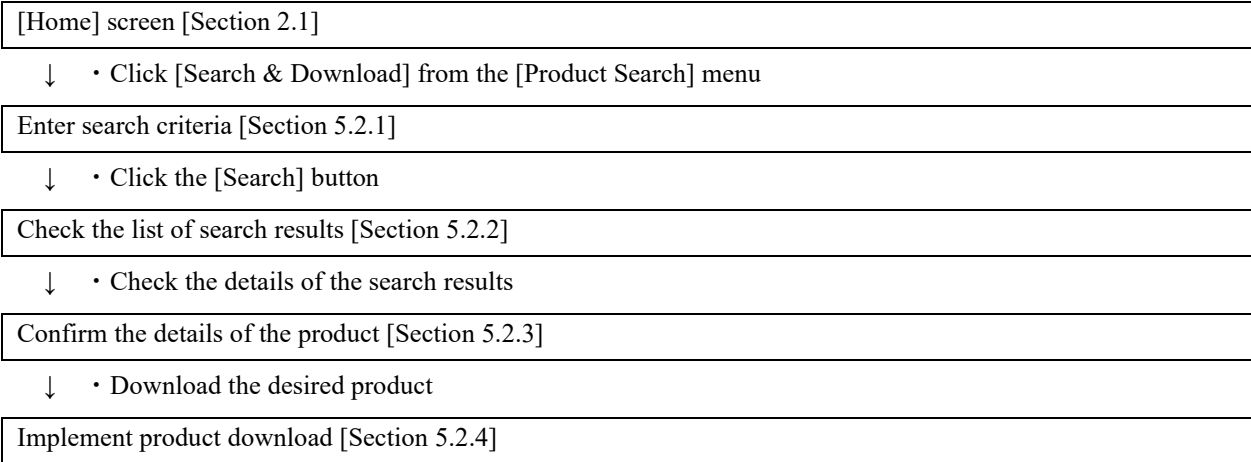 [Home] screen [Section 2.1]
↓ ・Click [Search & Download] from the [Product Search] menu
Enter search criteria [Section 5.2.1]
↓ ・Click the [Search] button
Check the list of search results [Section 5.2.2]
↓ ・Check the details of the search results
Confirm the details of the product [Section 5.2.3]
↓ ・Download the desired product
Implement product download [Section 5.2.4]